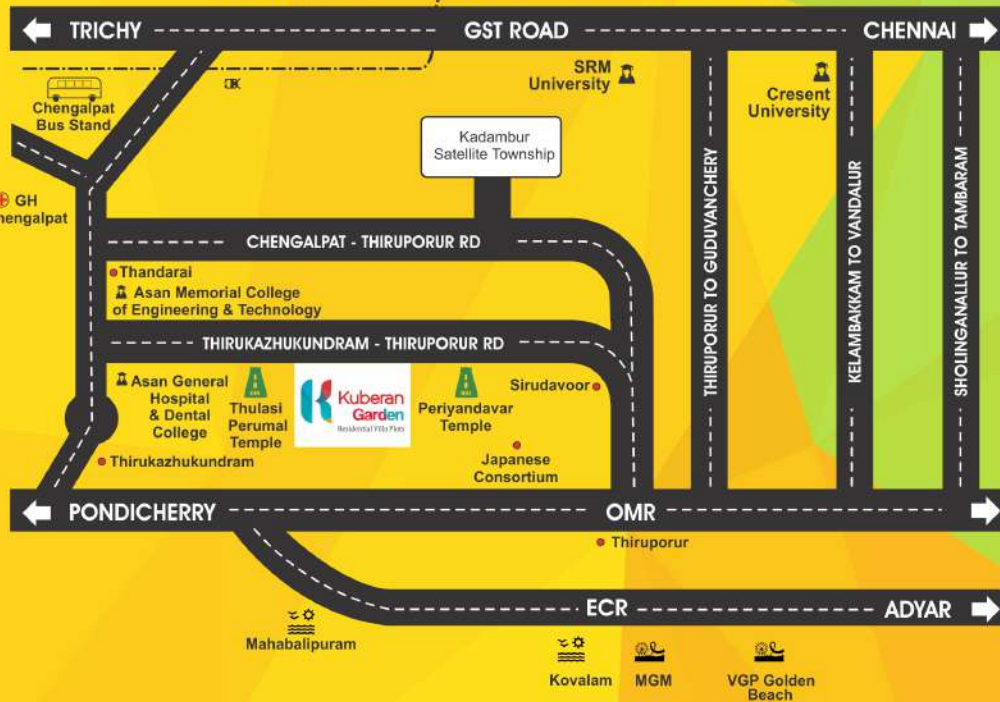 TRICHY
GST ROAD
CHENNAI
SRM
University
Cresent
University
Chengalpat
Bus Stand
Kadambur
Satellite Township
GH
hengalpat
CHENGALPAT - THIRUPORUR RD
THIRUPORUR TO GUDUVANCHERY
KELAMBAKKAM TO VANDALUR
SHOLINGANALLUR TO TAMBARAM
Thandarai
Asan Memorial College
of Engineering & Technology
THIRUKAZHUKUNDRAM - THIRUPORUR RD
Asan General
Hospital
& Dental
College
Thulasi
Perumal
Temple
Kuberan
Garden
Residential Villa Plots
Periyandavar
Temple
Sirudavoor
Japanese
Consortium
Thirukazhukundram
PONDICHERRY
OMR
Thiruporur
ECR
ADYAR
Mahabalipuram
Kovalam
MGM
VGP Golden
Beach